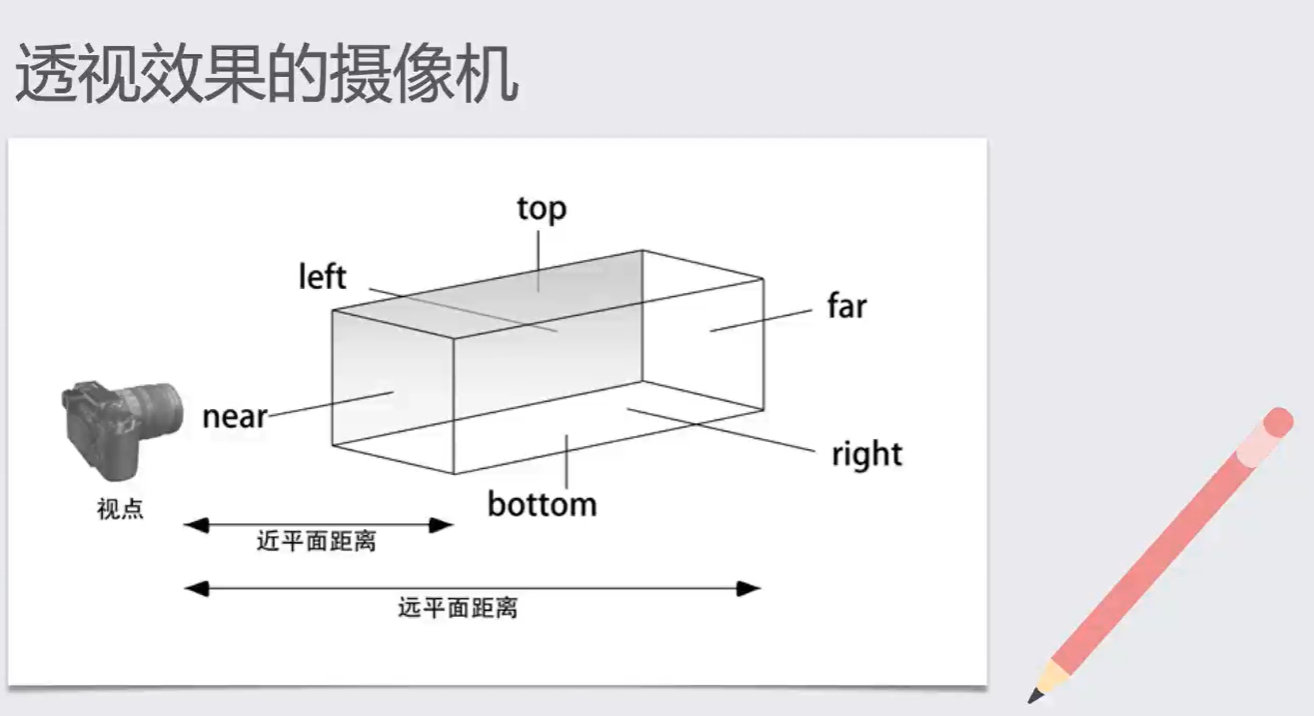 透视效果的摄像机
top
left
far
near
right
视点
bottom
近平面距离
远平面距离